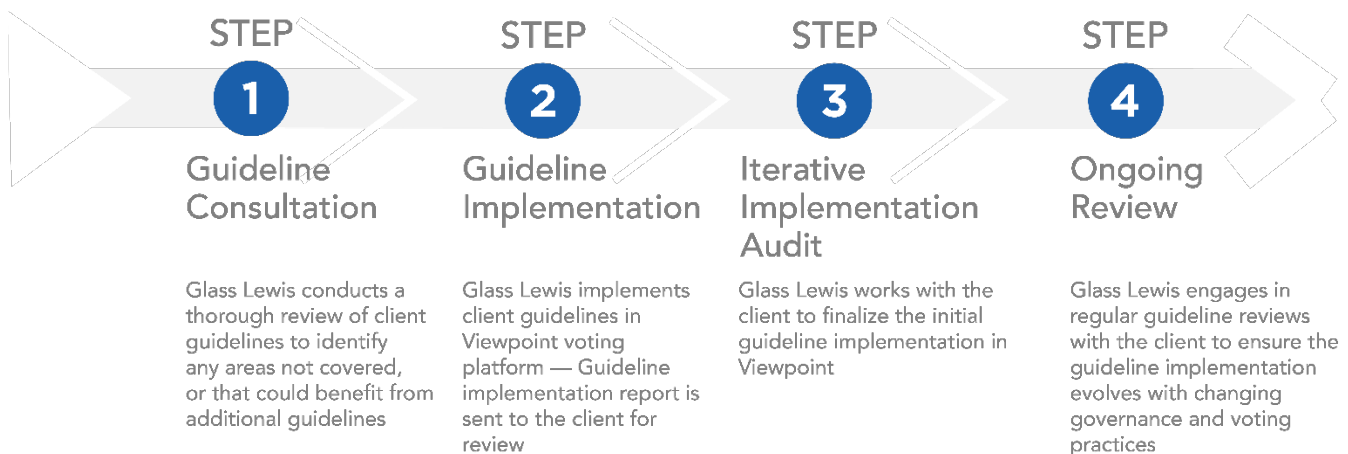 STEP
1
Guideline
Consultation
Glass Lewis conducts a
thorough review of client
guidelines to identify
any areas not covered,
or that could benefit from
additional guidelines
STEP
2
Guideline
Implementation
Glass Lewis implements
client guidelines in
Viewpoint voting
platform — Guideline
implementation report is
sent to the client for
review
STEP
3
Iterative
Implementation
Audit
Glass Lewis works with the
client to finalize the initial
guideline implementation in
Viewpoint
STEP
4
Ongoing
Review
Glass Lewis engages in
regular guideline reviews
with the client to ensure the
guideline implementation
evolves with changing
governance and voting
practices